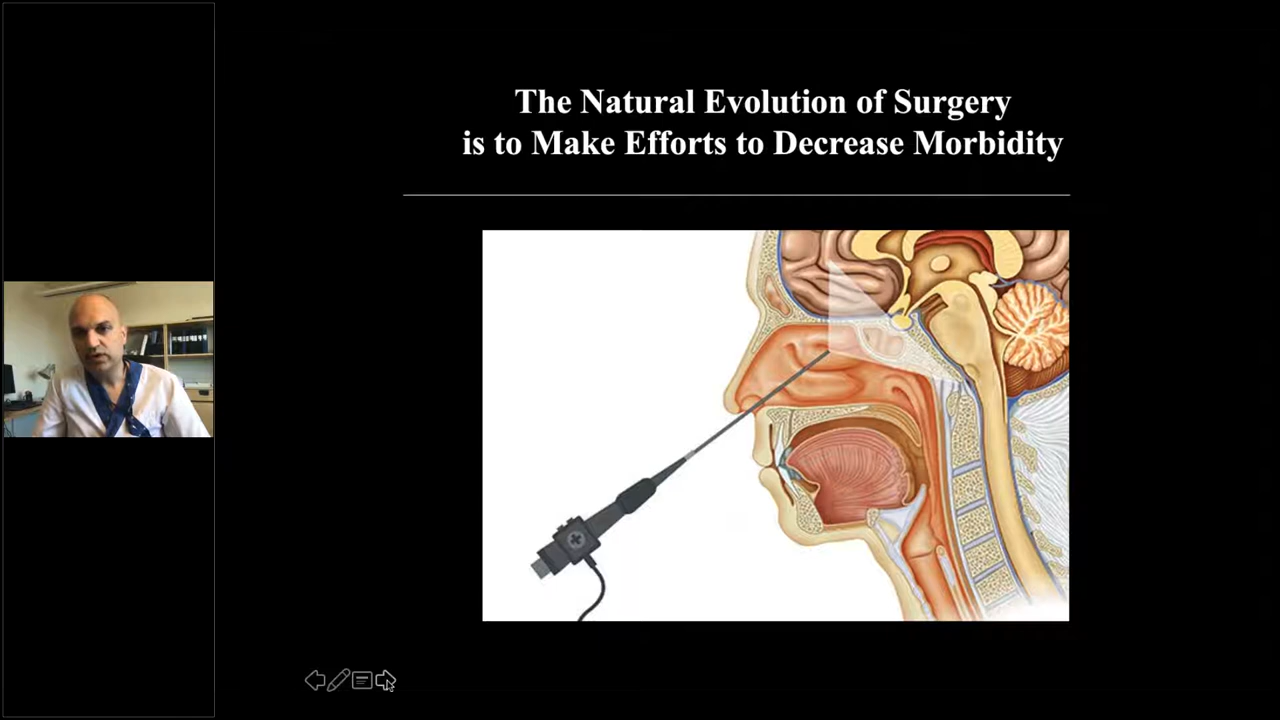 The Natural Evolution of Surgery
is to Make Efforts to Decrease Morbidity